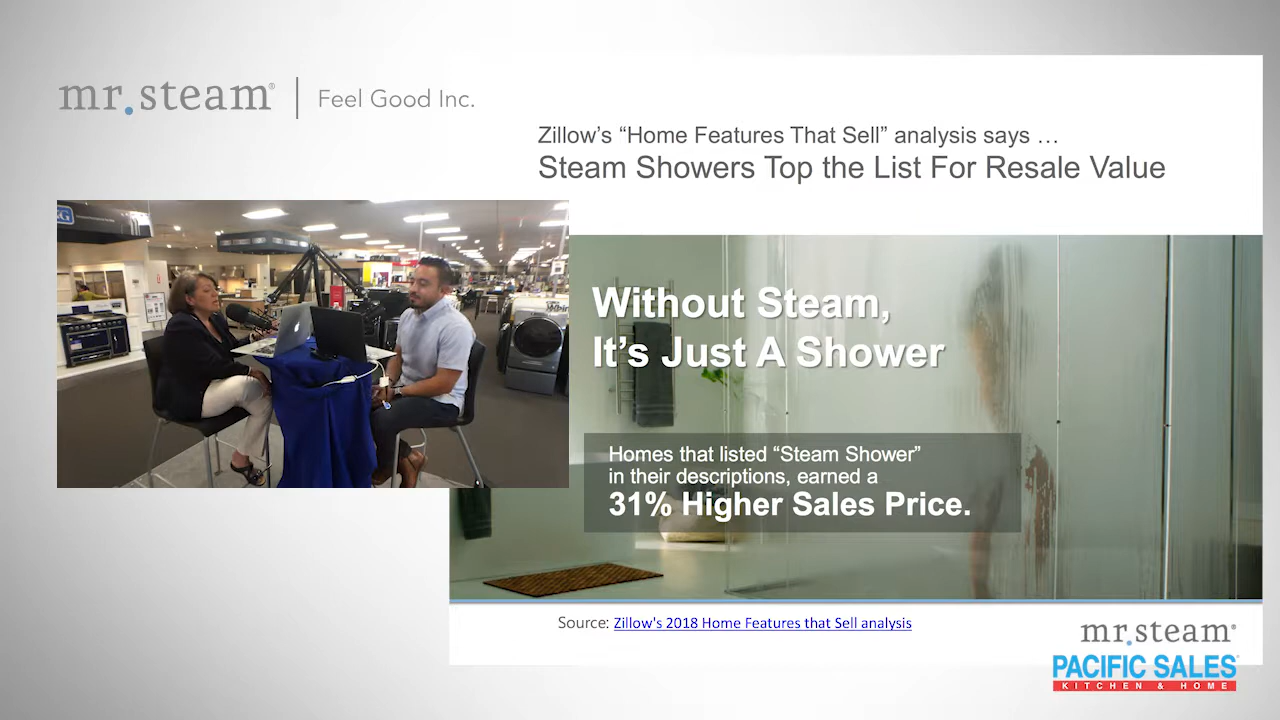 mr.steam® | Feel Good Inc.
Zillow’s “Home Features That Sell” analysis says …
Steam Showers Top the List For Resale Value
Without Steam,
It’s Just A Shower
Homes that listed “Steam Shower”
in their descriptions, earned a
31% Higher Sales Price.
Source: Zillow's 2018 Home Features that Sell analysis
mr.steam®
PACIFIC SALES
KITCHEN & HOME